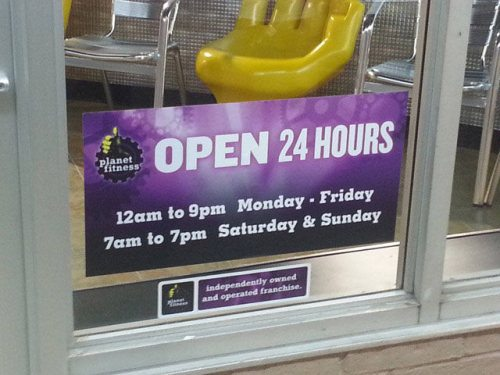 planet
fitness
OPEN 24 HOURS
12am to 9pm Monday - Friday
7am to 7pm Saturday & Sunday
planet
fitness
independently owned
and operated franchise.